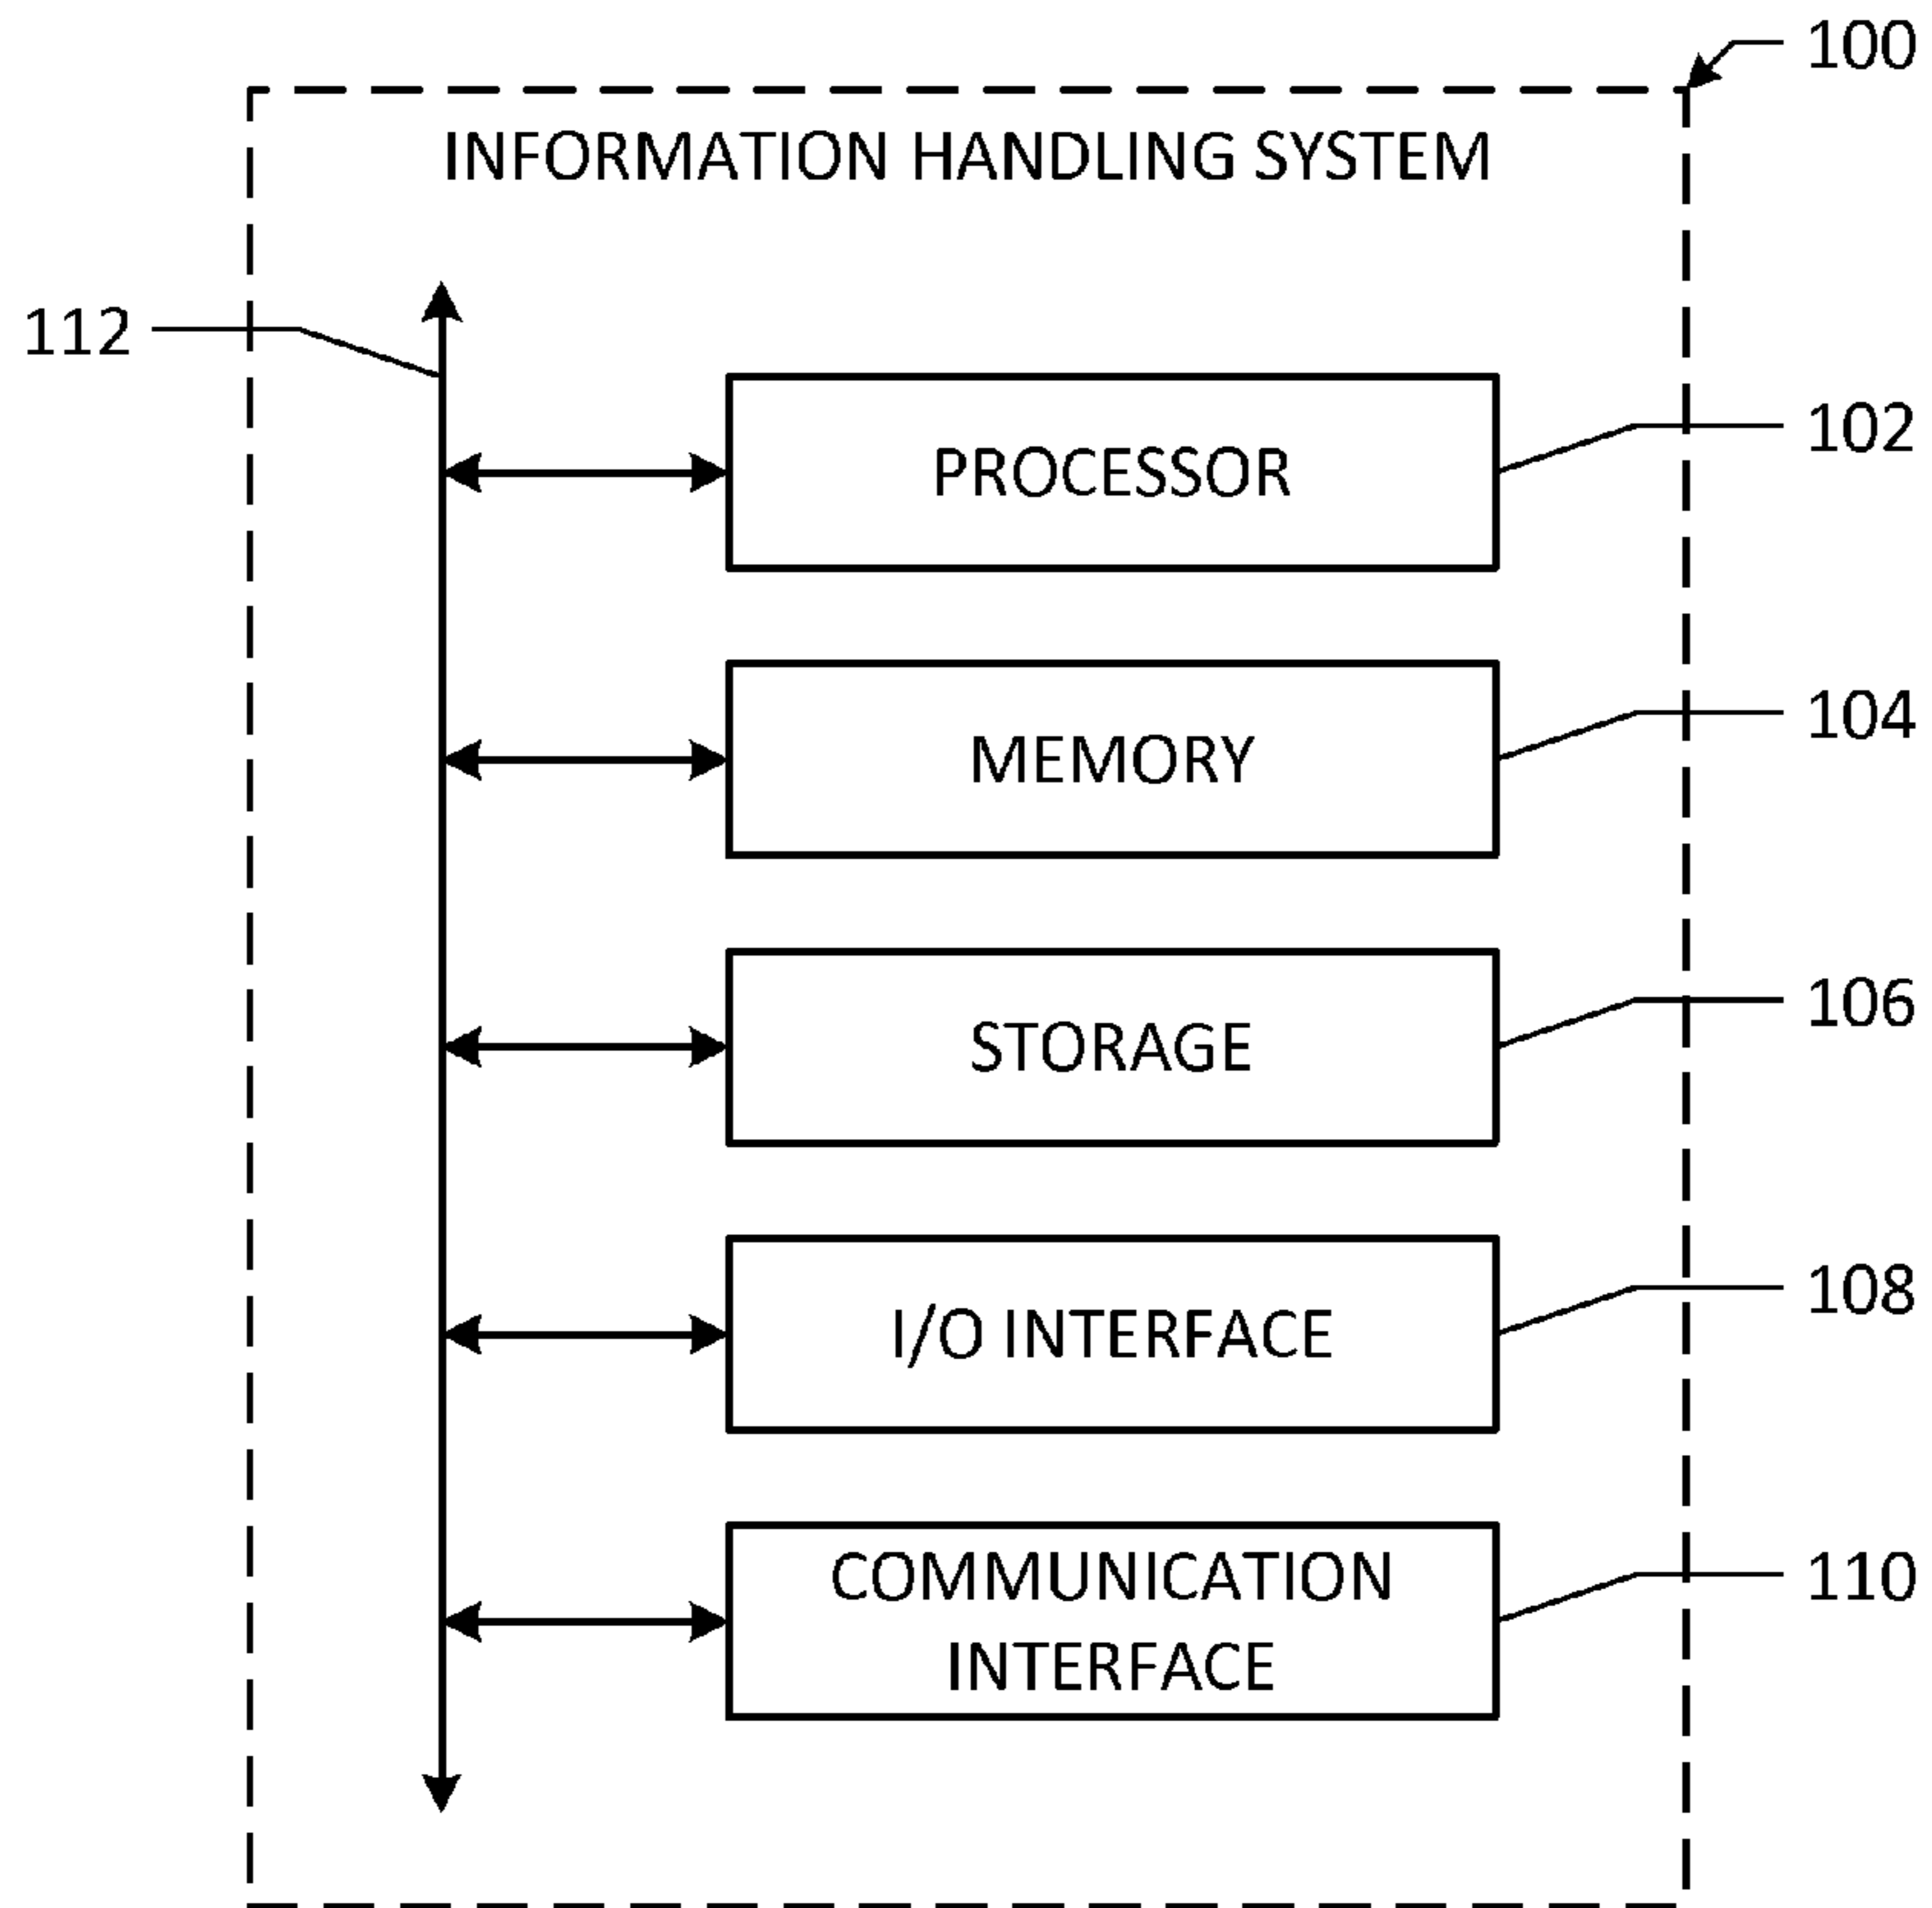 100
INFORMATION HANDLING SYSTEM
112
PROCESSOR
102
MEMORY
104
STORAGE
106
I/O INTERFACE
108
COMMUNICATION
INTERFACE
110